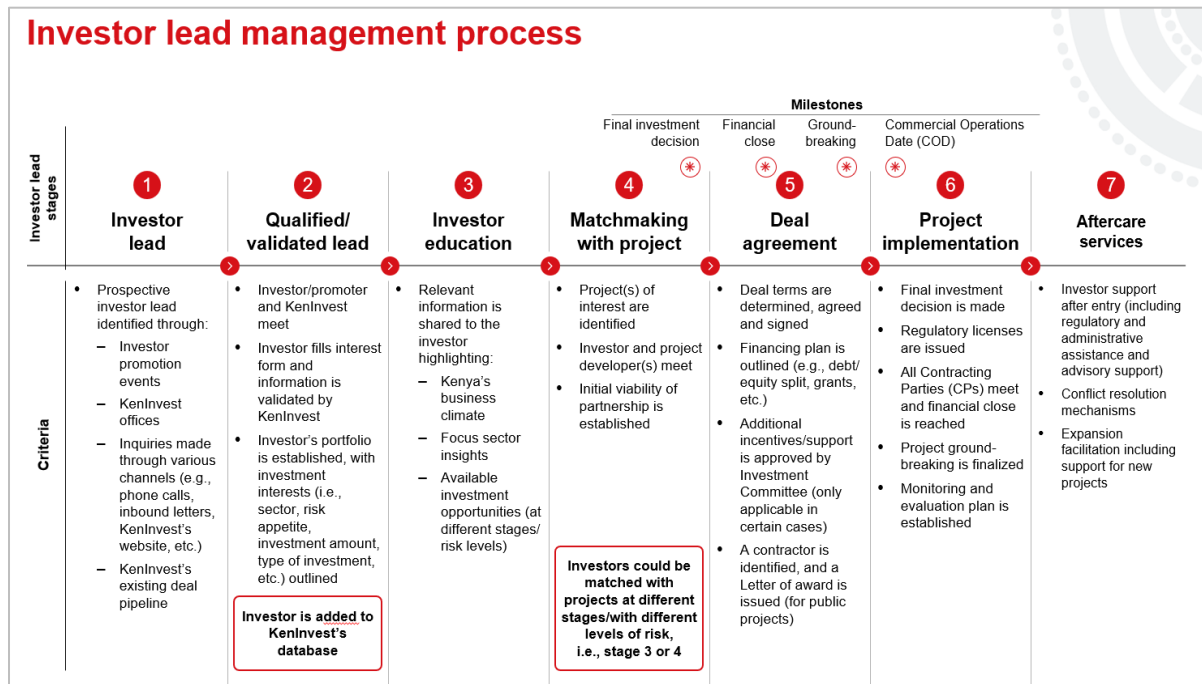 Investor lead management process
Milestones
Final investment
decision
Financial
close
Ground-
breaking
Commercial Operations
Date (COD)
Investor lead
stages
1
Investor
lead
2
Qualified/
validated lead
3
Investor
education
4
Matchmaking
with project
5
Deal
agreement
6
Project
implementation
7
Aftercare
services
Criteria
• Prospective
investor lead
identified through:
– Investor
promotion
events
– KenInvest
offices
– Inquiries made
through various
channels (e.g.,
phone calls,
inbound letters,
KenInvest's
website, etc.)
– KenInvest's
existing deal
pipeline
• Investor/promoter
and KenInvest
meet
• Investor fills interest
form and
information is
validated by
KenInvest
• Investor's portfolio
is established, with
investment
interests (i.e.,
sector, risk
appetite,
investment amount,
type of investment,
etc.) outlined
Investor is added to
KenInvest's
database
• Relevant
information is
shared to the
investor
highlighting:
– Kenya's
business
climate
– Focus sector
insights
– Available
investment
opportunities (at
different stages/
risk levels)
• Project(s) of
interest are
identified
• Investor and project
developer(s) meet
• Initial viability of
partnership is
established
Investors could be
matched with
projects at different
stages/with different
levels of risk,
i.e., stage 3 or 4
• Deal terms are
determined, agreed
and signed
• Financing plan is
outlined (e.g., debt/
equity split, grants,
etc.)
• Additional
incentives/support
is approved by
Investment
Committee (only
applicable in
certain cases)
• A contractor is
identified, and a
Letter of award is
issued (for public
projects)
• Final investment
decision is made
• Regulatory licenses
are issued
• All Contracting
Parties (CPs) meet
and financial close
is reached
• Project ground-
breaking is finalized
• Monitoring and
evaluation plan is
established
• Investor support
after entry (including
regulatory and
administrative
assistance and
advisory support)
• Conflict resolution
mechanisms
• Expansion
facilitation including
support for new
projects